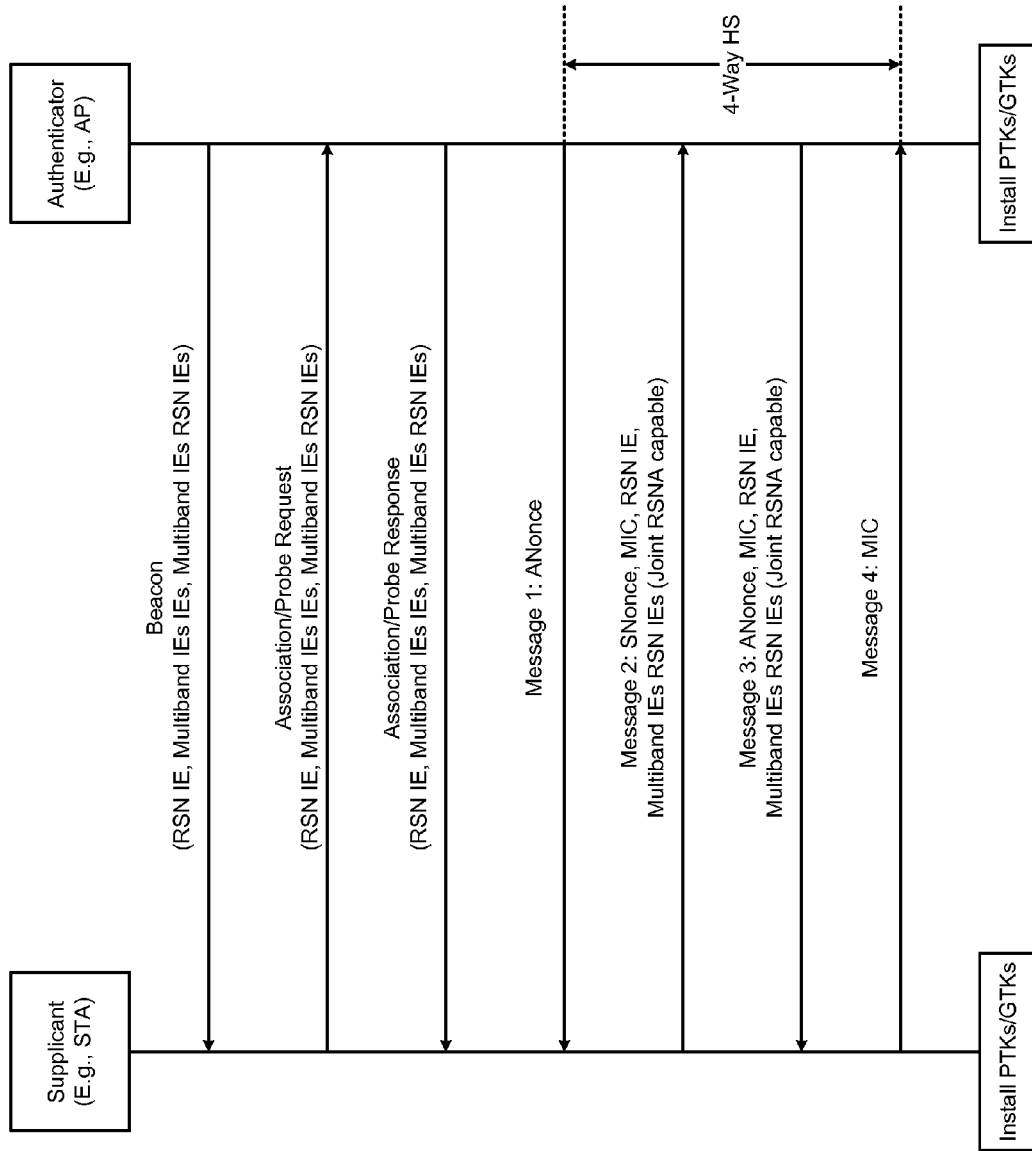 Supplicant
(E.g., STA)
Authenticator
(E.g., AP)
Beacon
(RSN IE, Multiband IEs IEs, Multiband IEs RSN IEs)
Association/Probe Request
(RSN IE, Multiband IEs IEs, Multiband IEs RSN IEs)
Association/Probe Response
(RSN IE, Multiband IEs IEs, Multiband IEs RSN IEs)
Message 1: ANonce
Message 2: SNonce, MIC, RSN IE,
Multiband IEs RSN IEs (Joint RSNA capable)
Message 3: ANonce, MIC, RSN IE,
Multiband IEs RSN IEs (Joint RSNA capable)
Message 4: MIC
4-Way HS
Install PTKs/GTKs
Install PTKs/GTKs